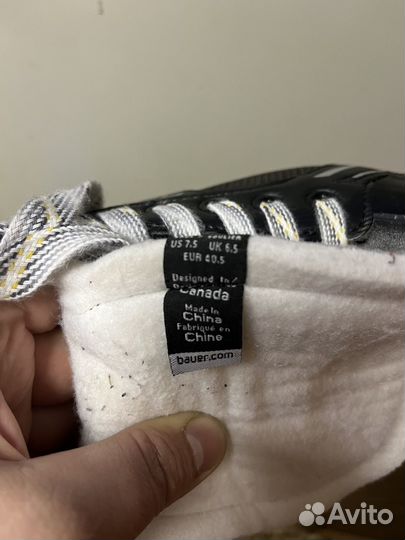 US 7.5 UK 6.5
EUR 40.5
Designed in/
Canada
Made in
China
Fabriqué en
Chine
bauer.com
Avito